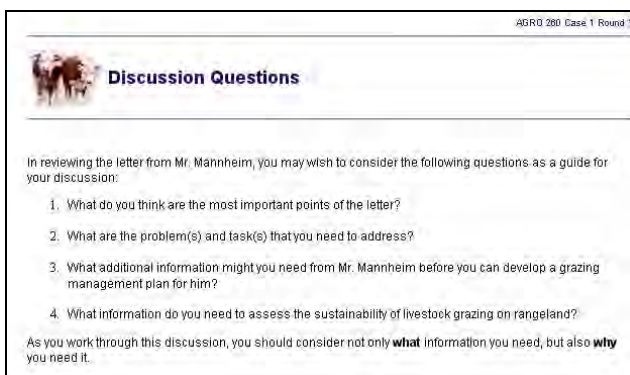 AGRO 260 Case 1 Round
Discussion Questions
In reviewing the letter from Mr. Mannheim, you may wish to consider the following questions as a guide for
your discussion:
1. What do you think are the most important points of the letter?
2. What are the problem(s) and task(s) that you need to address?
3. What additional information might you need from Mr. Mannheim before you can develop a grazing
management plan for him?
4. What information do you need to assess the sustainability of livestock grazing on rangeland?
As you work through this discussion, you should consider not only what information you need, but also why
you need it.